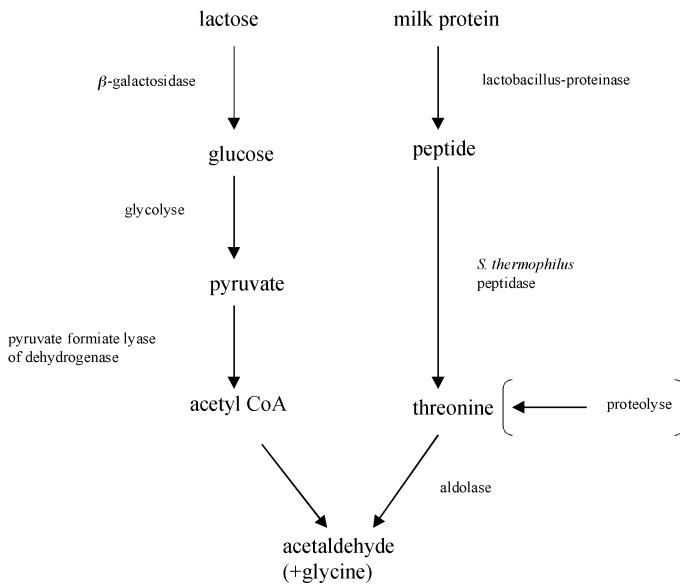 lactose
milk protein
β-galactosidase
lactobacillus-proteinase
glucose
peptide
glycolyse
S. thermophilus
peptidase
pyruvate
pyruvate formiate lyase
of dehydrogenase
acetyl CoA
threonine
proteolyse
aldolase
acetaldehyde
(+glycine)